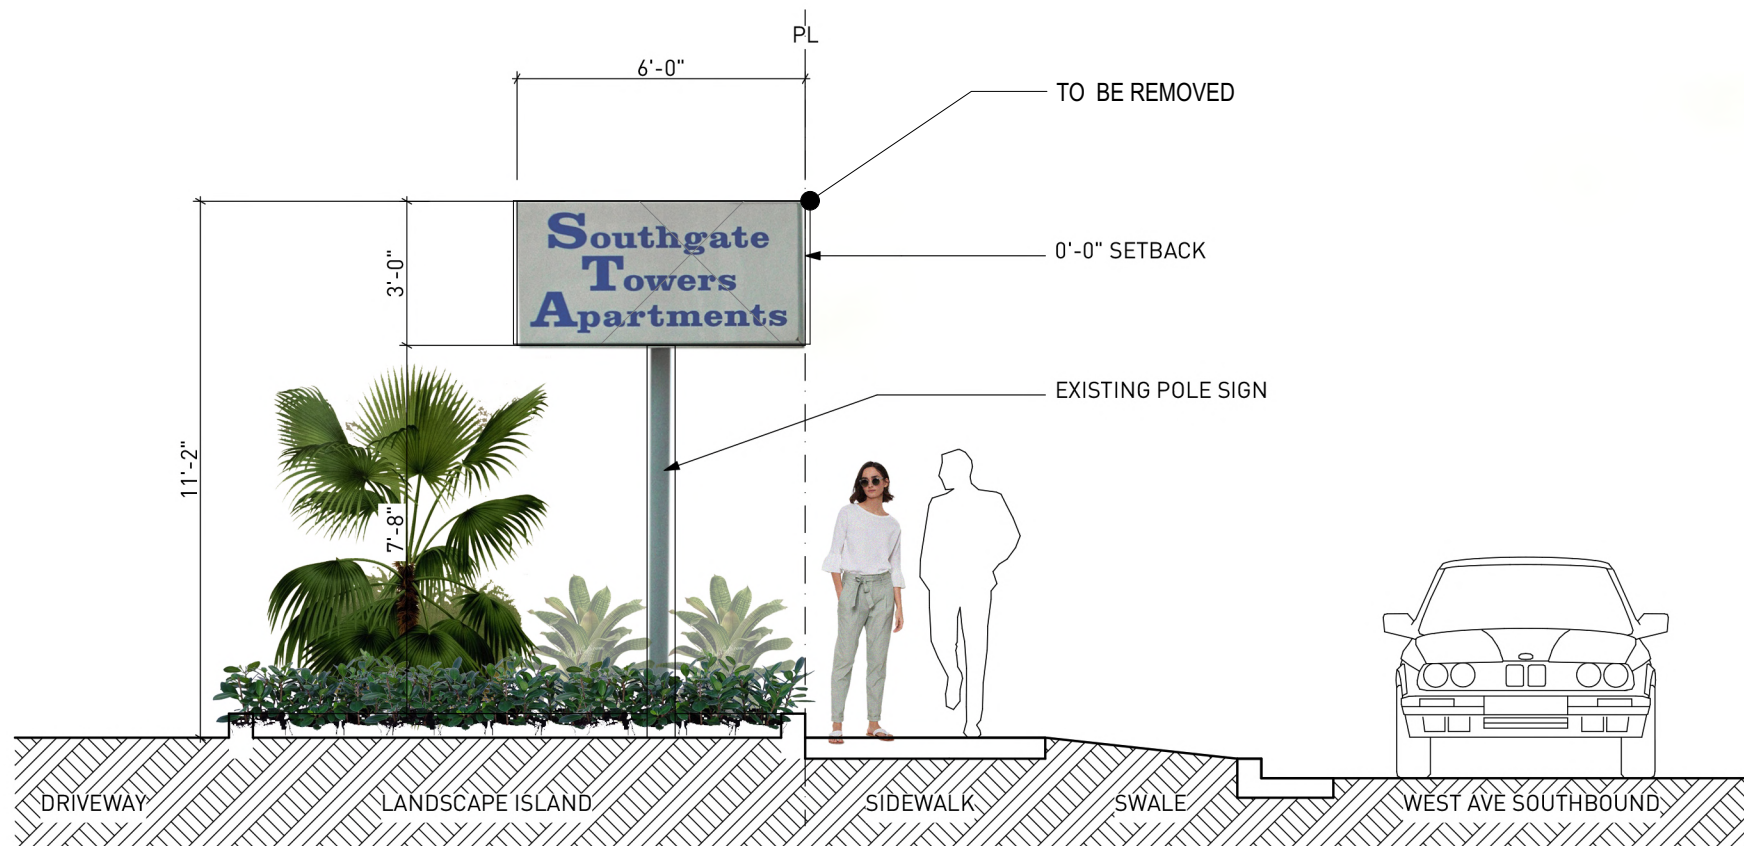 PL
6'-0"
TO BE REMOVED
Southgate
Towers
Apartments
0'-0" SETBACK
3'-0"
EXISTING POLE SIGN
11'-2"
7'-8"
DRIVEWAY
LANDSCAPE ISLAND
SIDEWALK
SWALE
WEST AVE SOUTHBOUND